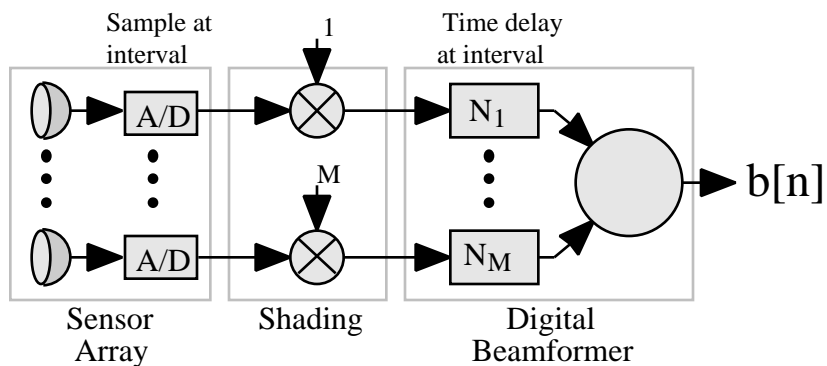 Sample at
interval
1
Time delay
at interval
A/D
N1
M
b[n]
A/D
NM
Sensor
Array
Shading
Digital
Beamformer